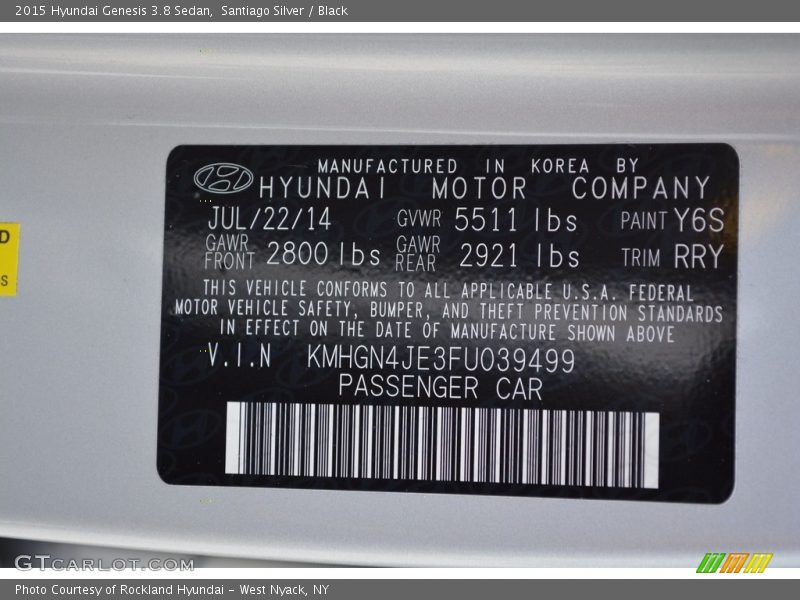 2015 Hyundai Genesis 3.8 Sedan, Santiago Silver / Black
MANUFACTURED IN KOREA BY
HYUNDAI MOTOR COMPANY
JUL/22/14 GVWR 5511 lbs PAINT Y6S
GAWR FRONT 2800 lbs GAWR REAR 2921 lbs TRIM RRY
THIS VEHICLE CONFORMS TO ALL APPLICABLE U.S.A. FEDERAL
MOTOR VEHICLE SAFETY, BUMPER, AND THEFT PREVENTION STANDARDS
IN EFFECT ON THE DATE OF MANUFACTURE SHOWN ABOVE
V.I.N KMHGN4JE3FU039499
PASSENGER CAR
D
S
GTCARLOT.COM
Photo Courtesy of Rockland Hyundai - West Nyack, NY